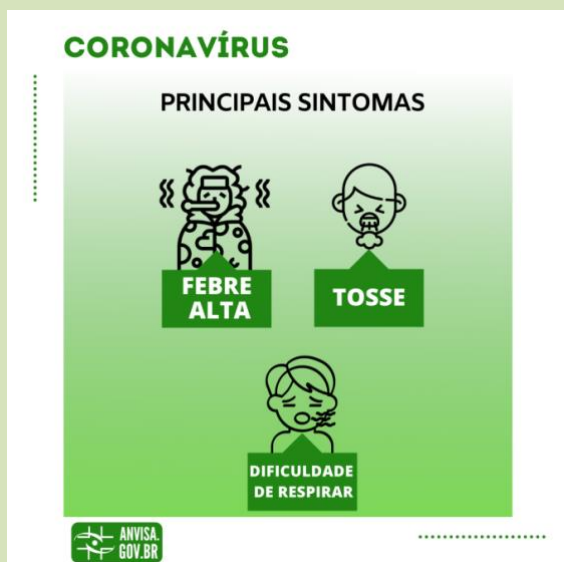 CORONAVÍRUS
PRINCIPAIS SINTOMAS
FEBRE
ALTA
TOSSE
DIFICULDADE
DE RESPIRAR
ANVISA.
GOV.BR